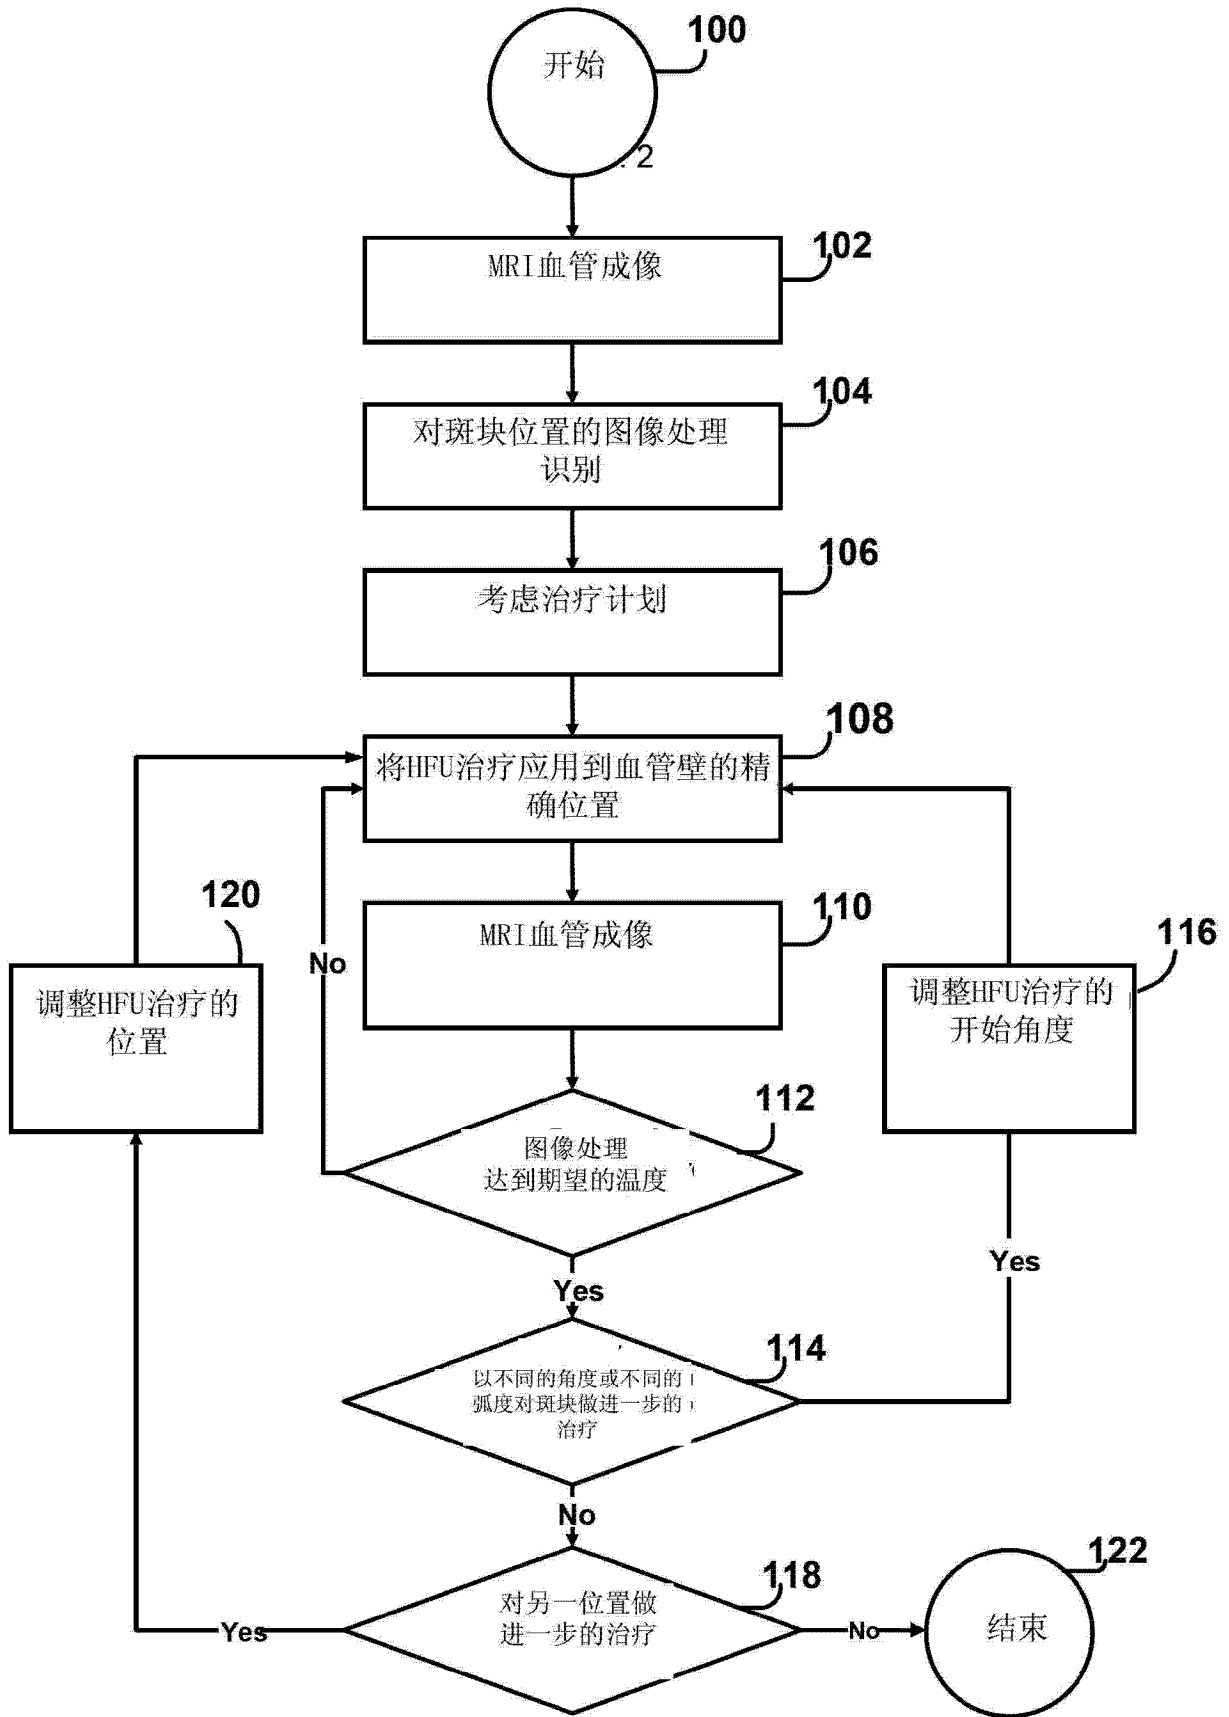 100
开始
. 2
102
MRI血管成像
104
对斑块位置的图像处理
识别
106
考虑治疗计划
108
将HFU治疗应用到血管壁的精
确位置
120
110
MRI血管成像
116
No
调整HFU治疗的
位置
调整HFU治疗的
开始角度
112
图像处理
达到期望的温度
Yes
Yes
114
以不同的角度或不同的
弧度对斑块做进一步的
治疗
No
118
122
对另一位置做
进一步的治疗
Yes
No
结束